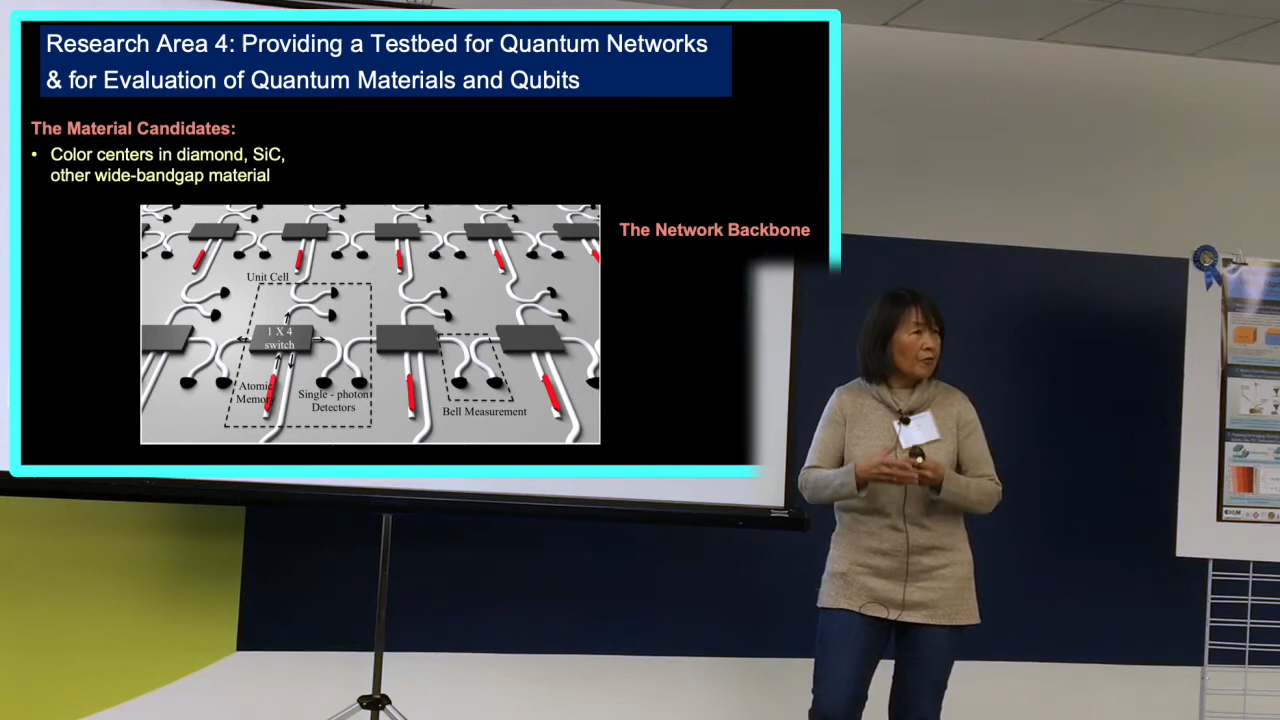 Research Area 4: Providing a Testbed for Quantum Networks
& for Evaluation of Quantum Materials and Qubits
The Material Candidates:
• Color centers in diamond, SiC,
other wide-bandgap material
The Network Backbone
Unit Cell
1 X 4
switch
Atomic
Memory
Single - photon
Detectors
Bell Measurement
CIQM